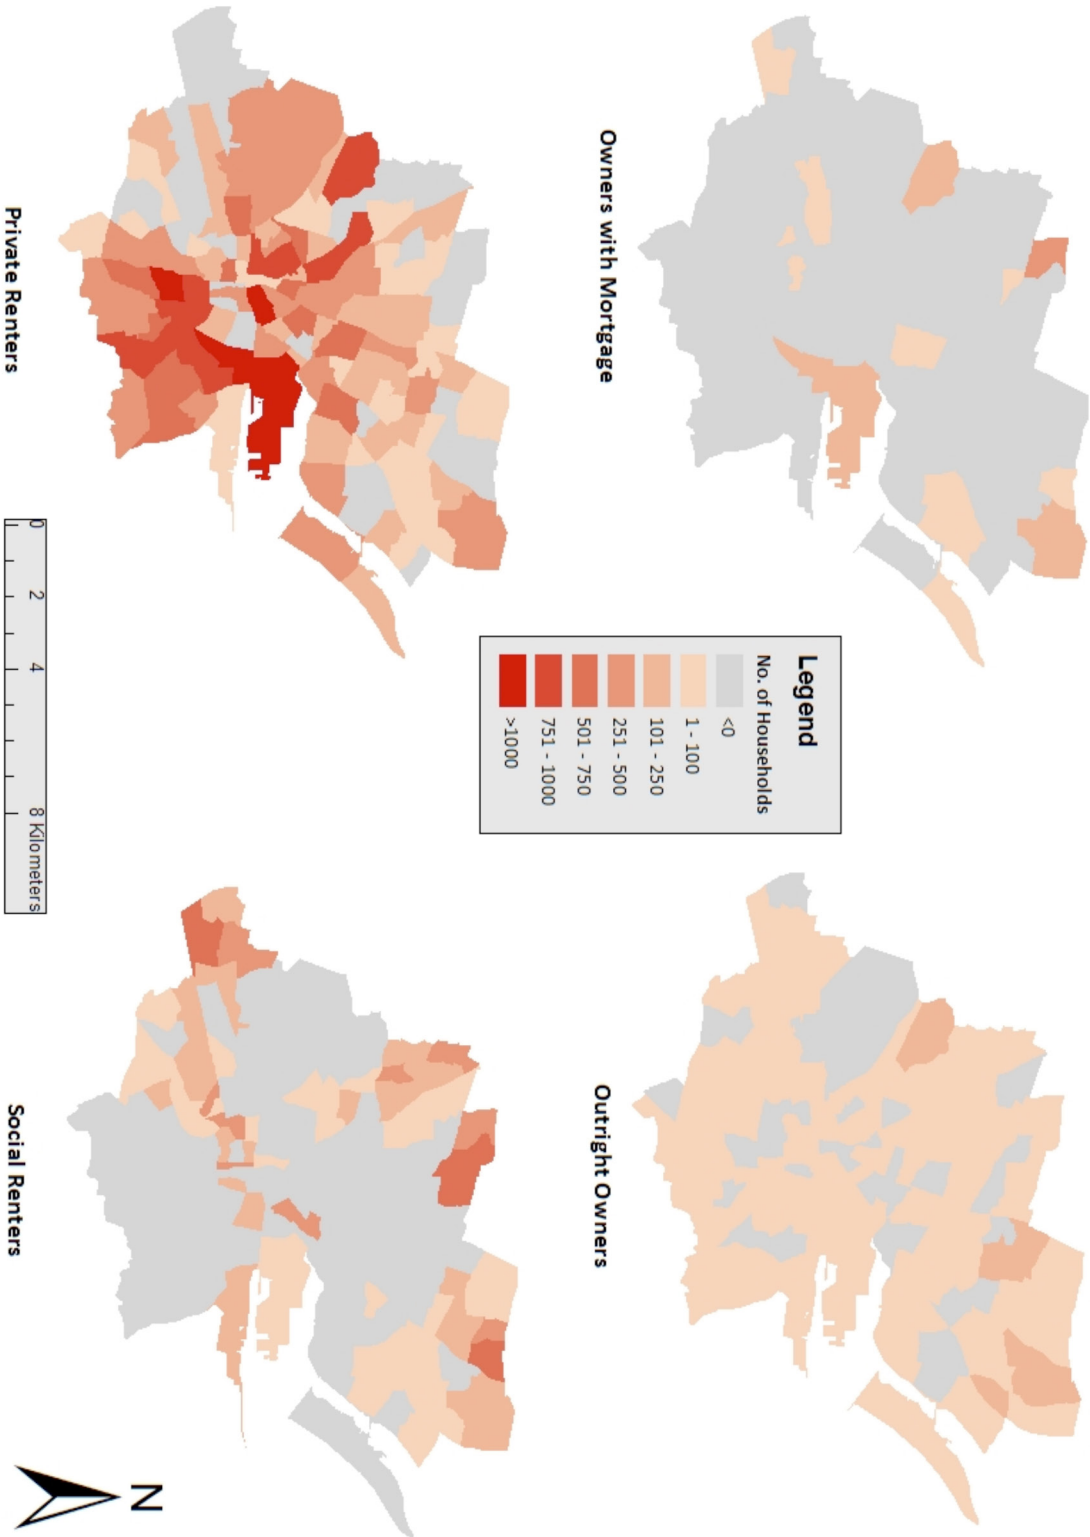 Owners with Mortgage
Outright Owners
Legend
No. of Households
<0
1 - 100
101 - 250
251 - 500
501 - 750
751 - 1000
>1000
Private Renters
Social Renters
0 2 4 8 Kilometers
N